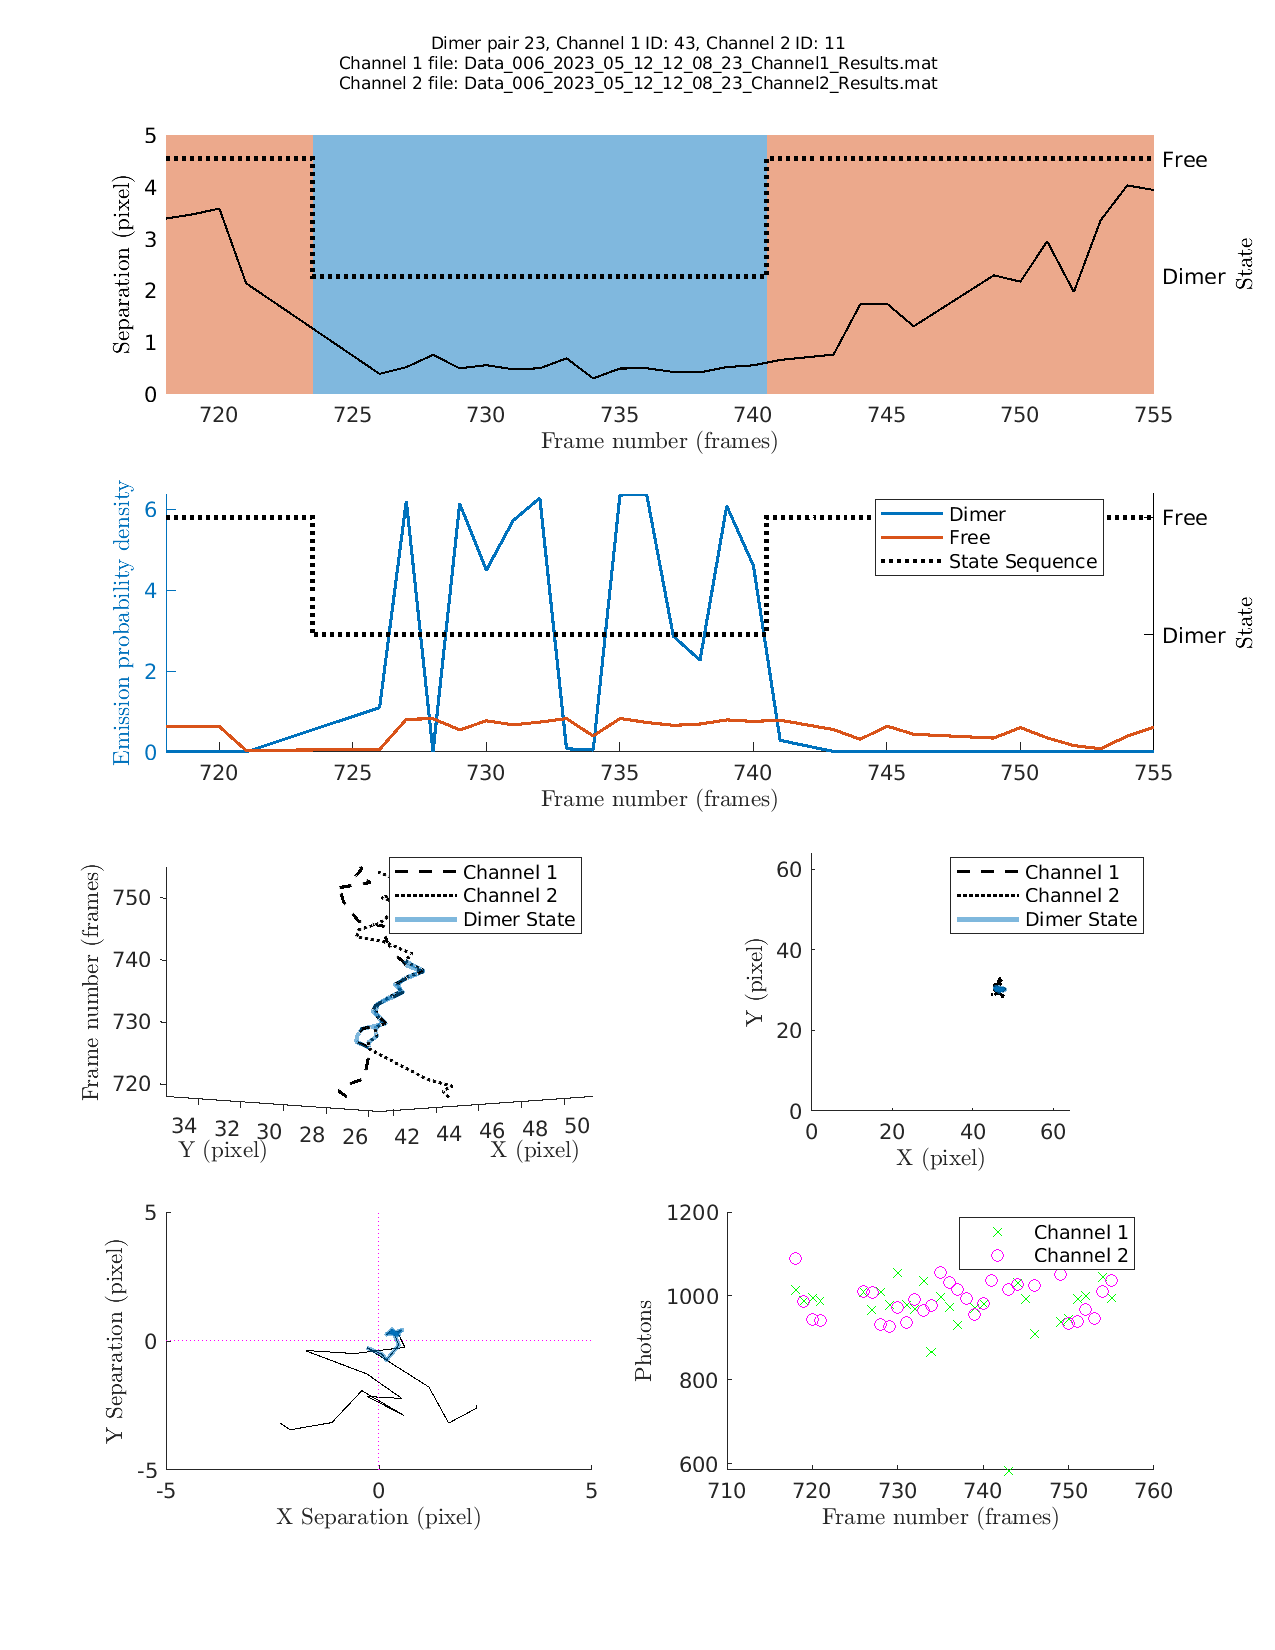 Dimer pair 23, Channel 1 ID: 43, Channel 2 ID: 11
Channel 1 file: Data_006_2023_05_12_12_08_23_Channel1_Results.mat
Channel 2 file: Data_006_2023_05_12_12_08_23_Channel2_Results.mat
Separation (pixel)
5
4
3
2
1
0
Free
Dimer
State
720 725 730 735 740 745 750 755
Frame number (frames)
Emission probability density
6
4
2
0
Dimer
Free
State Sequence
Free
Dimer
State
720 725 730 735 740 745 750 755
Frame number (frames)
Frame number (frames)
750
740
730
720
Channel 1
Channel 2
Dimer State
34 32 30 28 26 42 44 46 48 50
Y (pixel) X (pixel)
Y (pixel)
60
40
20
0
Channel 1
Channel 2
Dimer State
0 20 40 60
X (pixel)
Y Separation (pixel)
5
0
-5
-5 0 5
X Separation (pixel)
Photons
1200
1000
800
600
Channel 1
Channel 2
710 720 730 740 750 760
Frame number (frames)